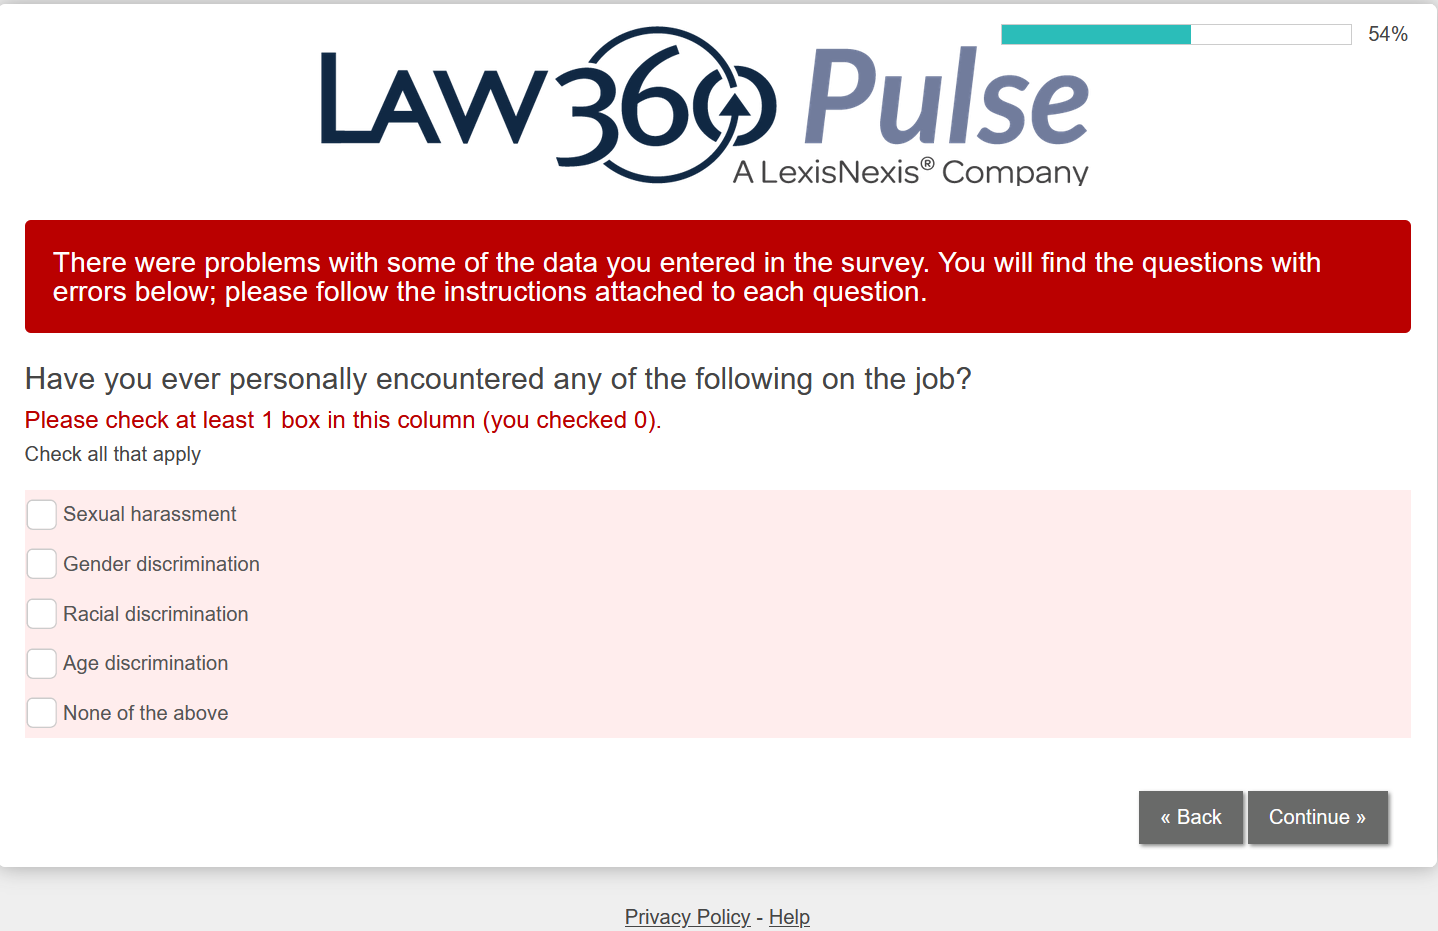 54%
LAW360 Pulse
A LexisNexis® Company
There were problems with some of the data you entered in the survey. You will find the questions with
errors below; please follow the instructions attached to each question.
Have you ever personally encountered any of the following on the job?
Please check at least 1 box in this column (you checked 0).
Check all that apply
Sexual harassment
Gender discrimination
Racial discrimination
Age discrimination
None of the above
« Back Continue »
Privacy Policy - Help